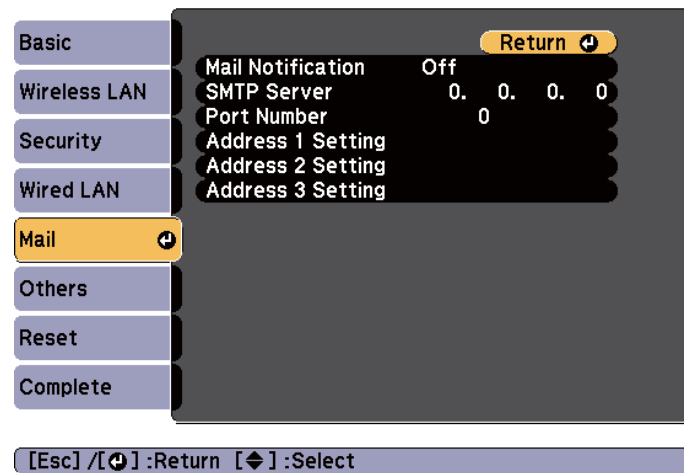 Basic
Wireless LAN
Security
Wired LAN
Mail
Others
Reset
Complete
Return
Mail Notification Off
SMTP Server 0. 0. 0. 0
Port Number 0
Address 1 Setting
Address 2 Setting
Address 3 Setting
[Esc] /[⏎] :Return [◆] :Select